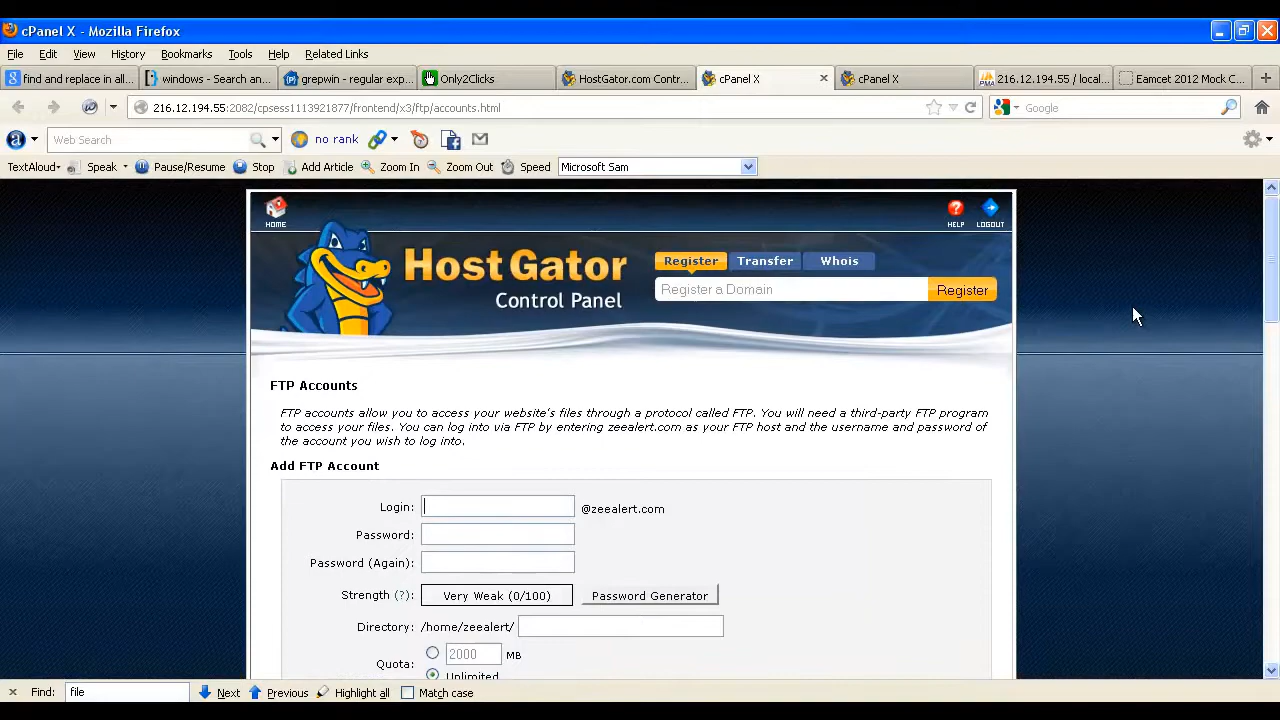 cPanel X - Mozilla Firefox
File Edit View History Bookmarks Tools Help Related Links
find and replace in all... windows - Search an... grepwin - regular exp... Only2Clicks HostGator.com Contr... cPanel X cPanel X 216.12.194.55 / local... Eamcet 2012 Mock C...
216.12.194.55:2082/cpsess1113921877/frontend/x3/ftp/accounts.html Google
Web Search no rank
TextAloud Speak Pause/Resume Stop Add Article Zoom In Zoom Out Speed Microsoft Sam
HOME HELP LOGOUT
Register Transfer Whois
HostGator
Control Panel
Register a Domain Register
FTP Accounts
FTP accounts allow you to access your website's files through a protocol called FTP. You will need a third-party FTP program
to access your files. You can log into via FTP by entering zeealert.com as your FTP host and the username and password of
the account you wish to log into.
Add FTP Account
Login: @zeealert.com
Password:
Password (Again):
Strength (?): Very Weak (0/100) Password Generator
Directory: /home/zeealert/
2000 MB
Quota:
Unlimited
Find: file Next Previous Highlight all Match case